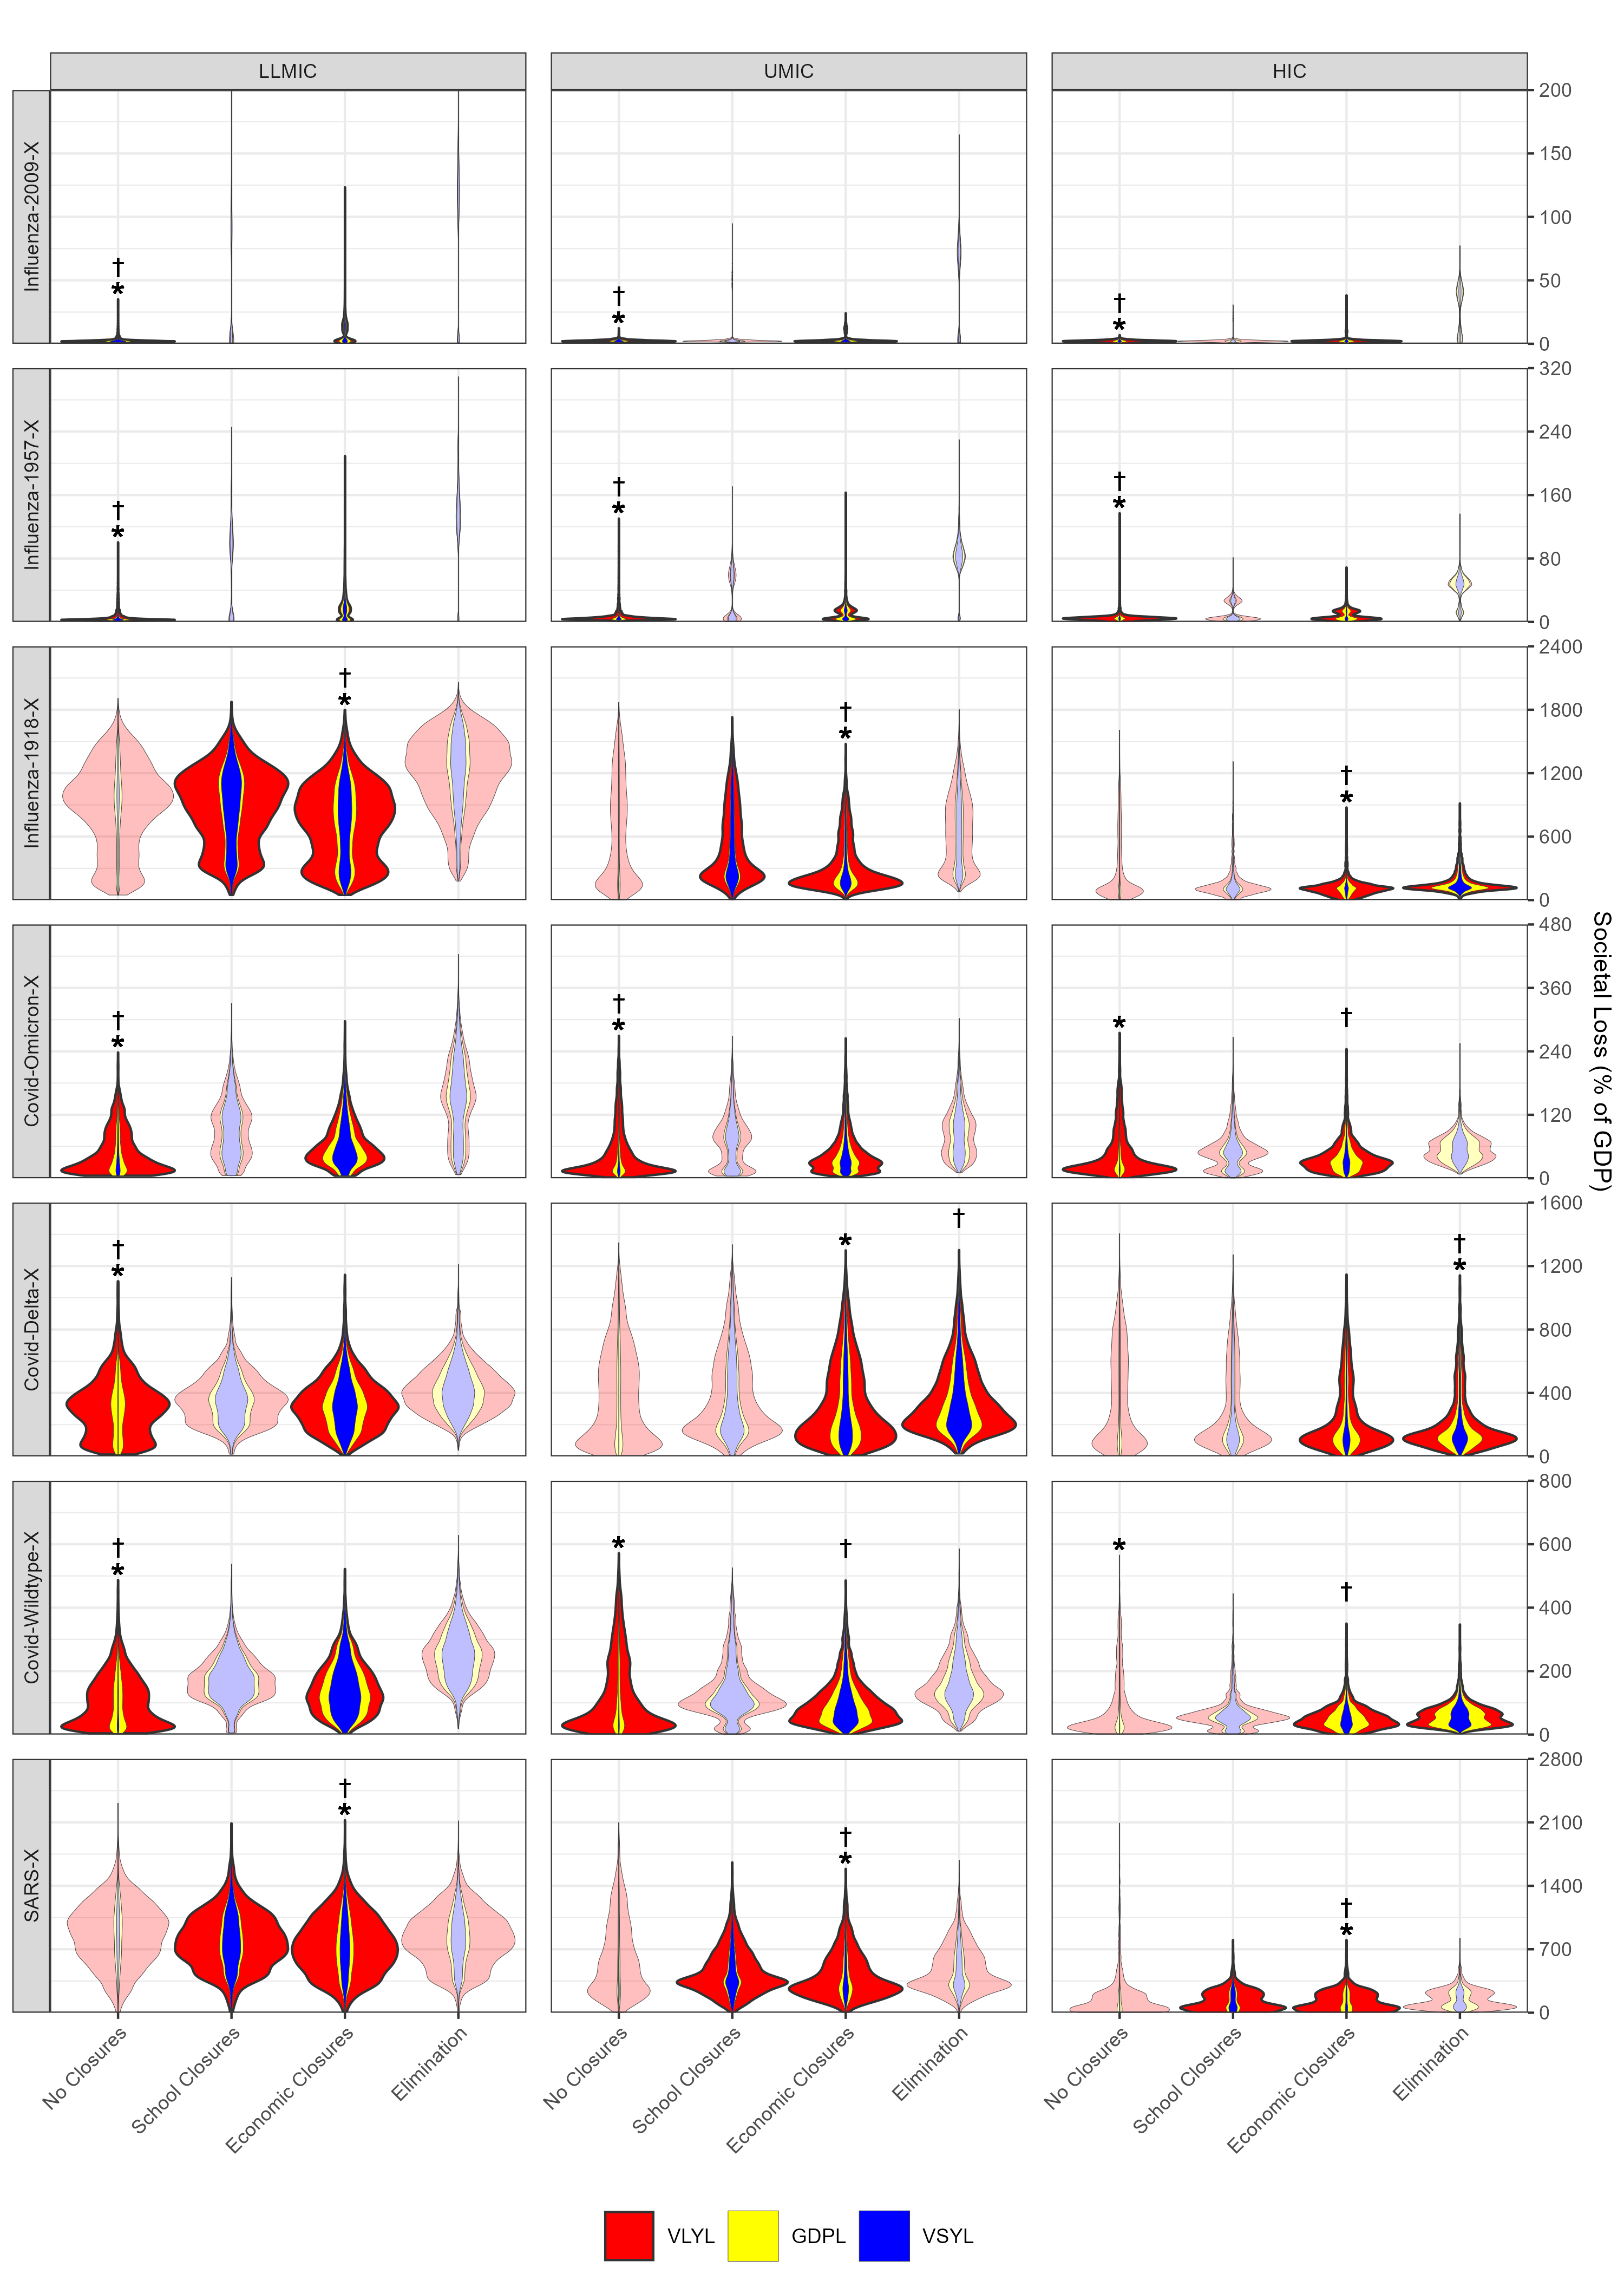 LLMIC UMIC HIC
Influenza-2009-X
† * † * † *
200
150
100
50
0
Influenza-1957-X
† * † * † *
320
240
160
80
0
Influenza-1918-X
† * † * † *
2400
1800
1200
600
0
Covid-Omicron-X
† * † * * †
480
360
240
120
0
Societal Loss (% of GDP)
Covid-Delta-X
† * * † † *
1600
1200
800
400
0
Covid-Wildtype-X
† * * † * †
800
600
400
200
0
SARS-X
† * † * † *
2800
2100
1400
700
0
No Closures School Closures Economic Closures Elimination No Closures School Closures Economic Closures Elimination No Closures School Closures Economic Closures Elimination
VLYL GDPL VSYL